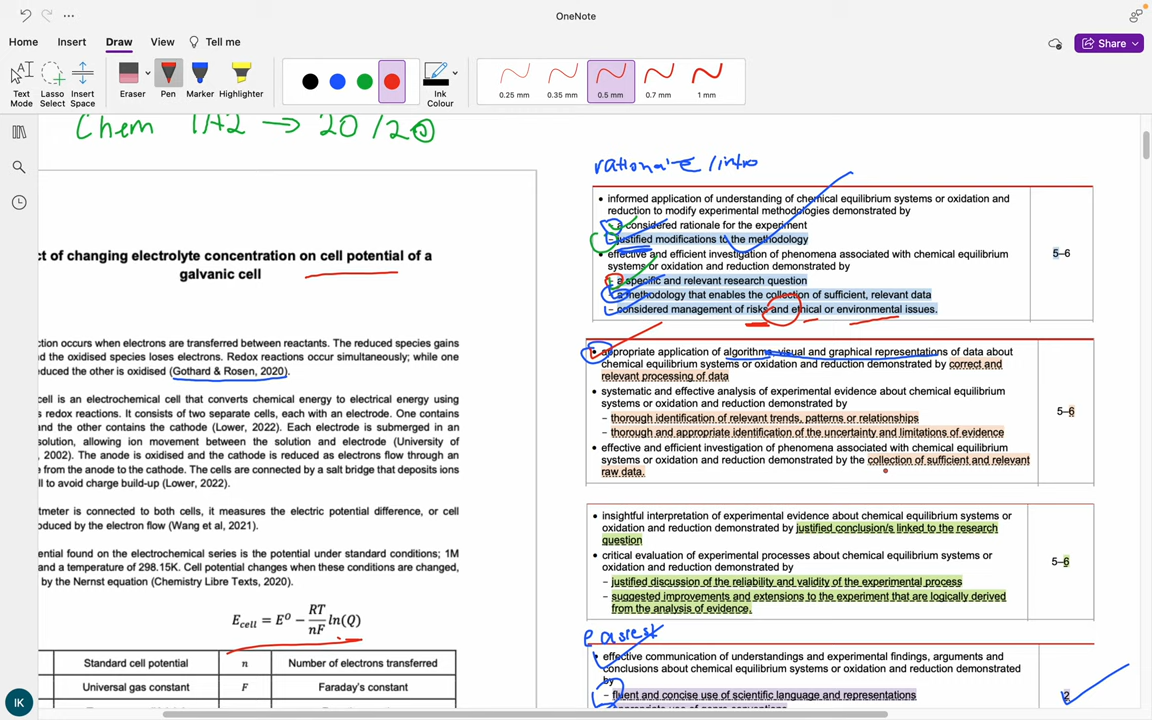 OneNote
Home Insert Draw View Tell me
Share
Text Mode
Lasso Select
Insert Space
Eraser
Pen
Marker
Highlighter
Ink Colour
0.25 mm
0.35 mm
0.5 mm
0.7 mm
1 mm
Chem IA2 → 20/20
ct of changing electrolyte concentration on cell potential of a
galvanic cell
ction occurs when electrons are transferred between reactants. The reduced species gains
d the oxidised species loses electrons. Redox reactions occur simultaneously; while one
duced the other is oxidised (Gothard & Rosen, 2020).
cell is an electrochemical cell that converts chemical energy to electrical energy using
s redox reactions. It consists of two separate cells, each with an electrode. One contains
and the other contains the cathode (Lower, 2022). Each electrode is submerged in an
solution, allowing ion movement between the solution and electrode (University of
, 2002). The anode is oxidised and the cathode is reduced as electrons flow through an
from the anode to the cathode. The cells are connected by a salt bridge that deposits ions
ll to avoid charge build-up (Lower, 2022).
tmeter is connected to both cells, it measures the electric potential difference, or cell
oduced by the electron flow (Wang et al, 2021).
ential found on the electrochemical series is the potential under standard conditions; 1M
and a temperature of 298.15K. Cell potential changes when these conditions are changed,
by the Nernst equation (Chemistry Libre Texts, 2020).
E_cell = E^0 − RT/nF ln(Q)
Standard cell potential n Number of electrons transferred
Universal gas constant F Faraday's constant
rationale/intro
• informed application of understanding of chemical equilibrium systems or oxidation and
reduction to modify experimental methodologies demonstrated by
– a considered rationale for the experiment
– justified modifications to the methodology
• effective and efficient investigation of phenomena associated with chemical equilibrium
systems or oxidation and reduction demonstrated by
– a specific and relevant research question
– a methodology that enables the collection of sufficient, relevant data
– considered management of risks and ethical or environmental issues.
5–6
• appropriate application of algorithms, visual and graphical representations of data about
chemical equilibrium systems or oxidation and reduction demonstrated by correct and
relevant processing of data
• systematic and effective analysis of experimental evidence about chemical equilibrium
systems or oxidation and reduction demonstrated by
– thorough identification of relevant trends, patterns or relationships
– thorough and appropriate identification of the uncertainty and limitations of evidence
• effective and efficient investigation of phenomena associated with chemical equilibrium
systems or oxidation and reduction demonstrated by the collection of sufficient and relevant
raw data.
5–6
• insightful interpretation of experimental evidence about chemical equilibrium systems or
oxidation and reduction demonstrated by justified conclusion/s linked to the research
question
• critical evaluation of experimental processes about chemical equilibrium systems or
oxidation and reduction demonstrated by
– justified discussion of the reliability and validity of the experimental process
– suggested improvements and extensions to the experiment that are logically derived
from the analysis of evidence.
5–6
easiest
• effective communication of understandings and experimental findings, arguments and
conclusions about chemical equilibrium systems or oxidation and reduction demonstrated
by
– fluent and concise use of scientific language and representations
– appropriate use of genre conventions
2
IK